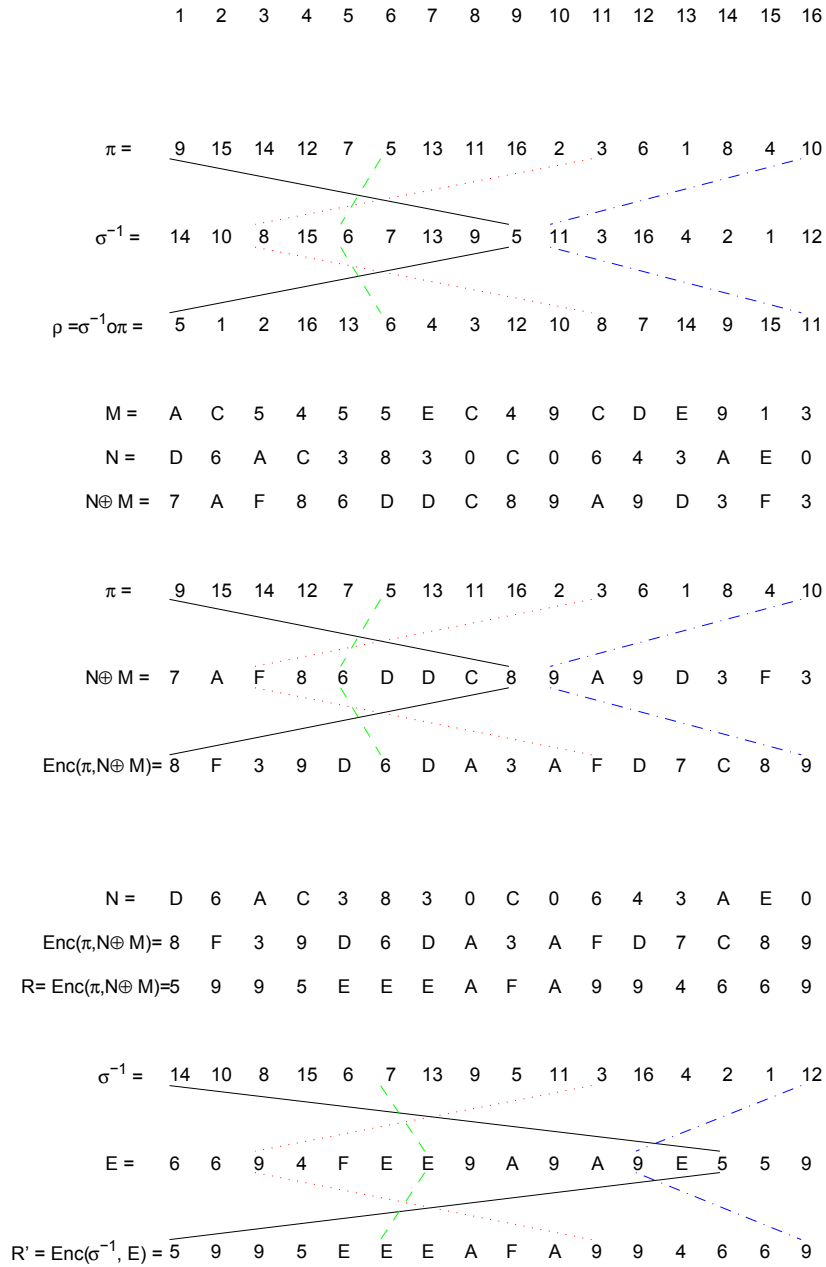 1 2 3 4 5 6 7 8 9 10 11 12 13 14 15 16
π = 9 15 14 12 7 5 13 11 16 2 3 6 1 8 4 10
σ⁻¹ = 14 10 8 15 6 7 13 9 5 11 3 16 4 2 1 12
ρ =σ⁻¹oπ = 5 1 2 16 13 6 4 3 12 10 8 7 14 9 15 11
M = A C 5 4 5 5 E C 4 9 C D E 9 1 3
N = D 6 A C 3 8 3 0 C 0 6 4 3 A E 0
N⊕ M = 7 A F 8 6 D D C 8 9 A 9 D 3 F 3
π = 9 15 14 12 7 5 13 11 16 2 3 6 1 8 4 10
N⊕ M = 7 A F 8 6 D D C 8 9 A 9 D 3 F 3
Enc(π,N⊕ M)= 8 F 3 9 D 6 D A 3 A F D 7 C 8 9
N = D 6 A C 3 8 3 0 C 0 6 4 3 A E 0
Enc(π,N⊕ M)= 8 F 3 9 D 6 D A 3 A F D 7 C 8 9
R= Enc(π,N⊕ M)=5 9 9 5 E E E A F A 9 9 4 6 6 9
σ⁻¹ = 14 10 8 15 6 7 13 9 5 11 3 16 4 2 1 12
E = 6 6 9 4 F E E 9 A 9 A 9 E 5 5 9
R' = Enc(σ⁻¹, E) = 5 9 9 5 E E E A F A 9 9 4 6 6 9